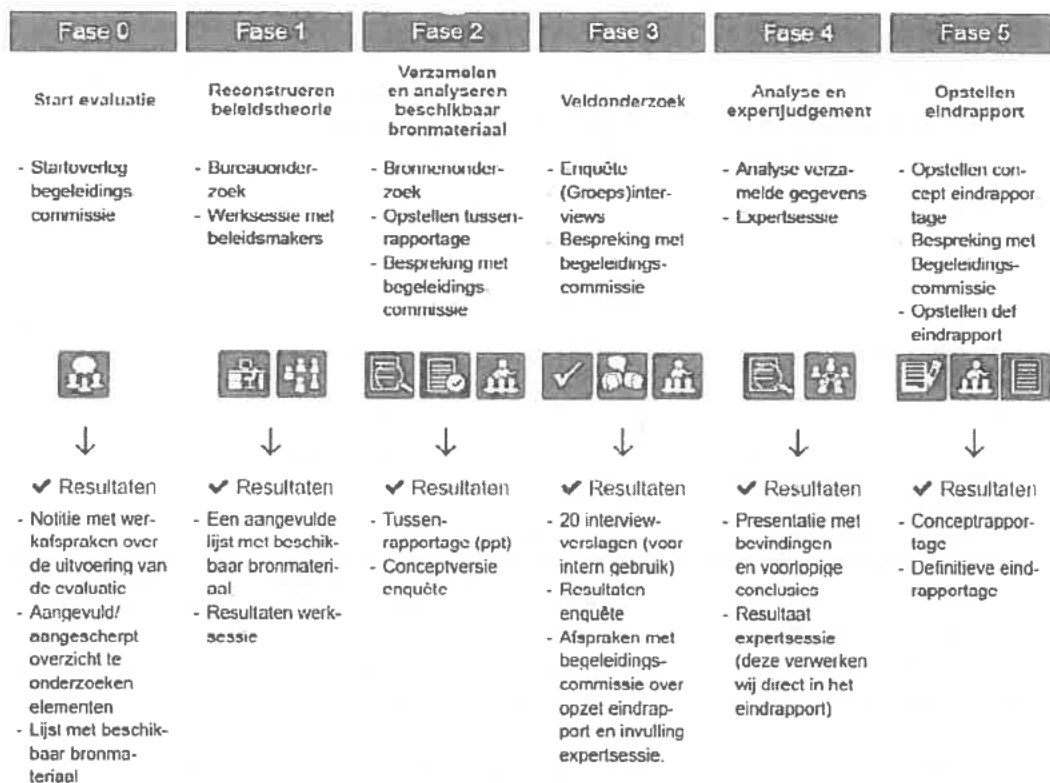 Fase 0
Start evaluatie
- Startoverleg
begeleidings
commissie
✔ Resultaten
- Notitie met wer-
kafspraken over
de uitvoering van
de evaluatie
- Aangevuld/
aangescherpt
overzicht te
onderzoeken
elementen
- Lijst met beschik-
baar bronma-
teriaal
Fase 1
Reconstrueren
beleidstheorie
- Bureauonder-
zoek
- Werksessie met
beleidsmakers
✔ Resultaten
- Een aangevulde
lijst met beschik-
baar bronmateri-
aal
- Resultaten werk-
sessie
Fase 2
Verzamelen
en analyseren
beschikbaar
bronmateriaal
- Bronnenonder-
zoek
- Opstellen tussen-
rapportage
- Bespreking met
begeleidings
commissie
✔ Resultaten
- Tussen-
rapportage (ppt)
- Conceptversie
enquête
Fase 3
Veldonderzoek
- Enquête
(Groeps)inter-
views
- Bespreking met
begeleidings-
commissie
✔ Resultaten
- 20 interview-
verslagen (voor
intern gebruik)
- Resultaten
enquête
- Afspraken met
begeleidings-
commissie over
opzet eindrap-
port en invulling
expertsessie.
Fase 4
Analyse en
expertjudgement
- Analyse verza-
melde gegevens
- Expertsessie
✔ Resultaten
- Presentatie met
bevindingen
en voorlopige
conclusies
- Resultaat
expertsessie
(deze verwerken
wij direct in het
eindrapport)
Fase 5
Opstellen
eindrapport
- Opstellen con
cept eindrappor
tage
- Bespreking met
Begeleidings-
commissie
- Opstellen def
eindrapport
✔ Resultaten
- Conceptrappor-
tage
- Definitieve eind-
rapportage